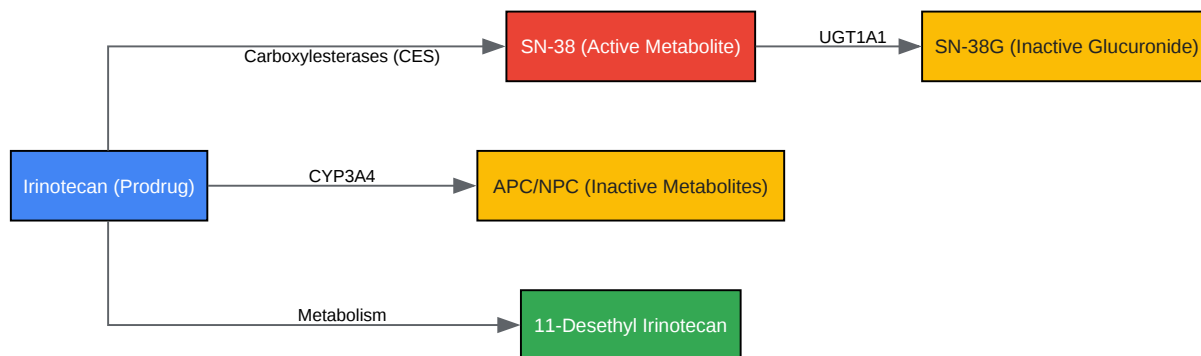 SN-38 (Active Metabolite)
UGT1A1
SN-38G (Inactive Glucuronide)
Carboxylesterases (CES)
Irinotecan (Prodrug)
CYP3A4
APC/NPC (Inactive Metabolites)
Metabolism
11-Desethyl Irinotecan